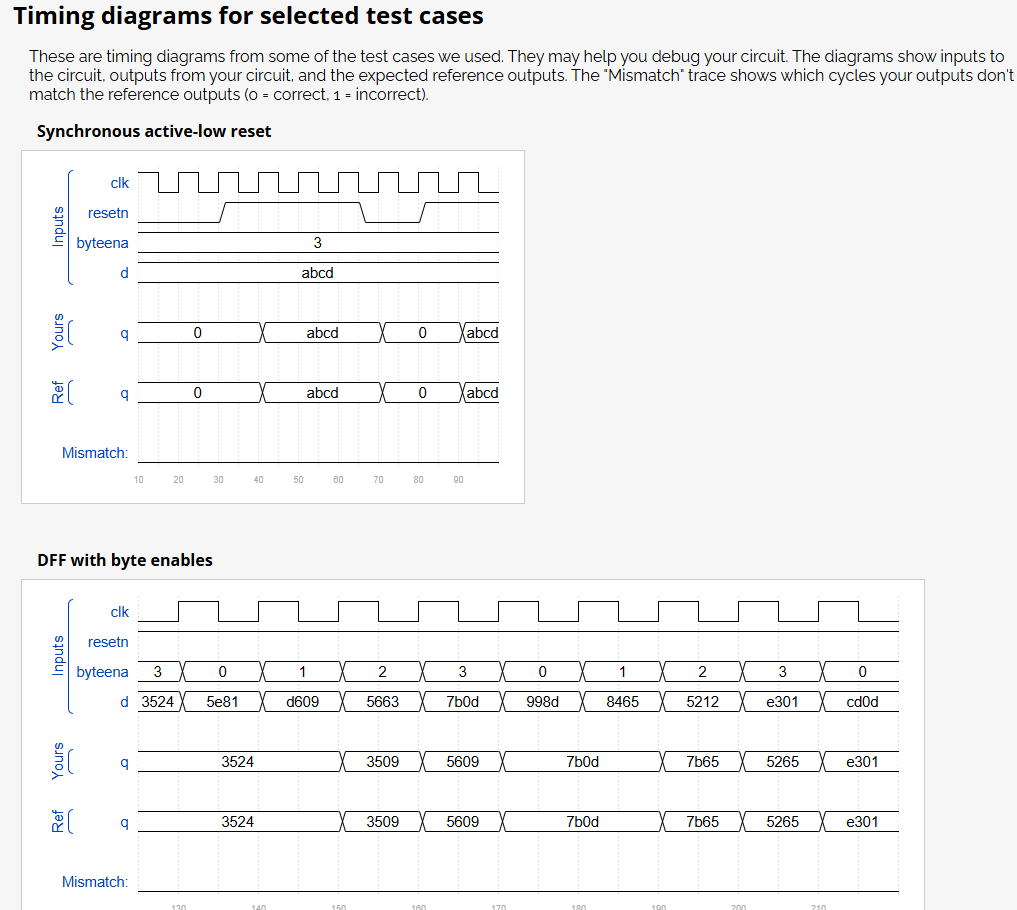 Timing diagrams for selected test cases
These are timing diagrams from some of the test cases we used. They may help you debug your circuit. The diagrams show inputs to
the circuit, outputs from your circuit, and the expected reference outputs. The "Mismatch" trace shows which cycles your outputs don't
match the reference outputs (0 = correct, 1 = incorrect).
Synchronous active-low reset
Inputs
clk
resetn
byteena 3
d abcd
Yours
q 0 abcd 0 abcd
Ref
q 0 abcd 0 abcd
Mismatch:
10 20 30 40 50 60 70 80 90
DFF with byte enables
Inputs
clk
resetn
byteena 3 0 1 2 3 0 1 2 3 0
d 3524 5e81 d609 5663 7b0d 998d 8465 5212 e301 cd0d
Yours
q 3524 3509 5609 7b0d 7b65 5265 e301
Ref
q 3524 3509 5609 7b0d 7b65 5265 e301
Mismatch:
130 140 150 160 170 180 190 200 210